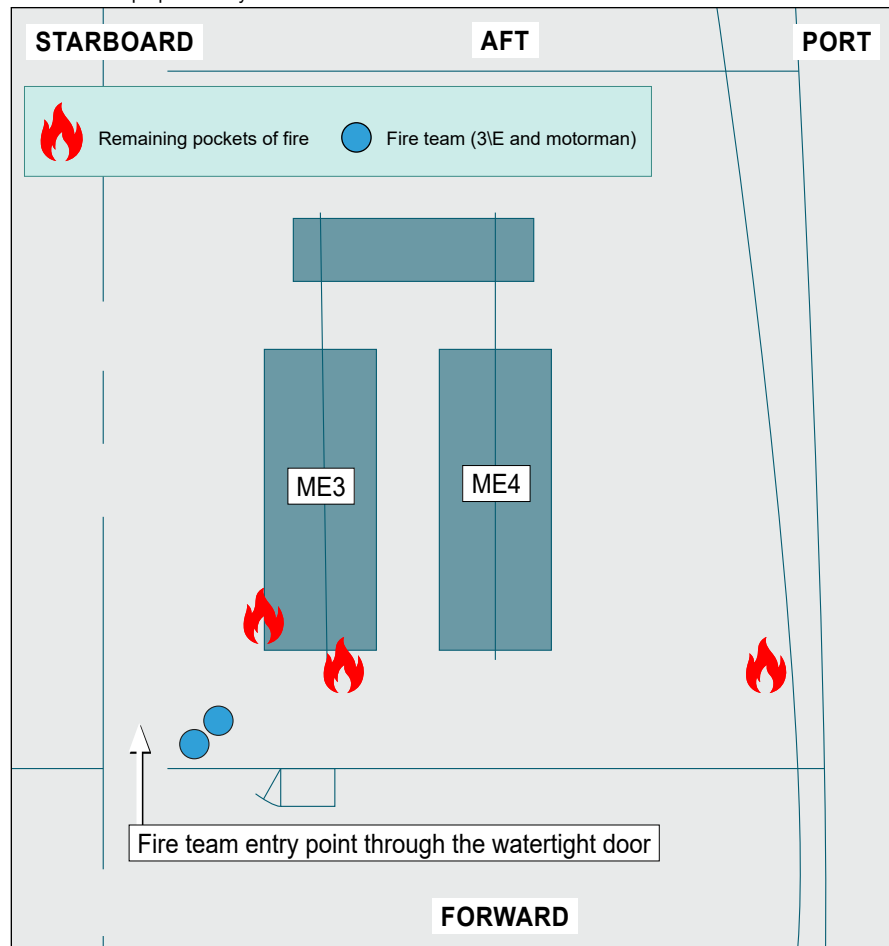 STARBOARD
AFT
PORT
Remaining pockets of fire
Fire team (3\E and motorman)
ME3
ME4
Fire team entry point through the watertight door
FORWARD